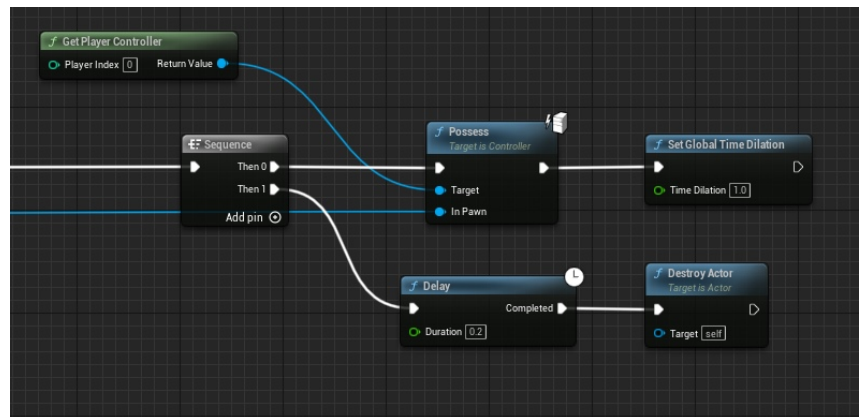 f Get Player Controller
Player Index 0 Return Value
Sequence
Then 0
Then 1
Add pin
f Possess
Target is Controller
Target
In Pawn
f Set Global Time Dilation
Time Dilation 1.0
f Delay
Completed
Duration 0.2
f Destroy Actor
Target is Actor
Target self